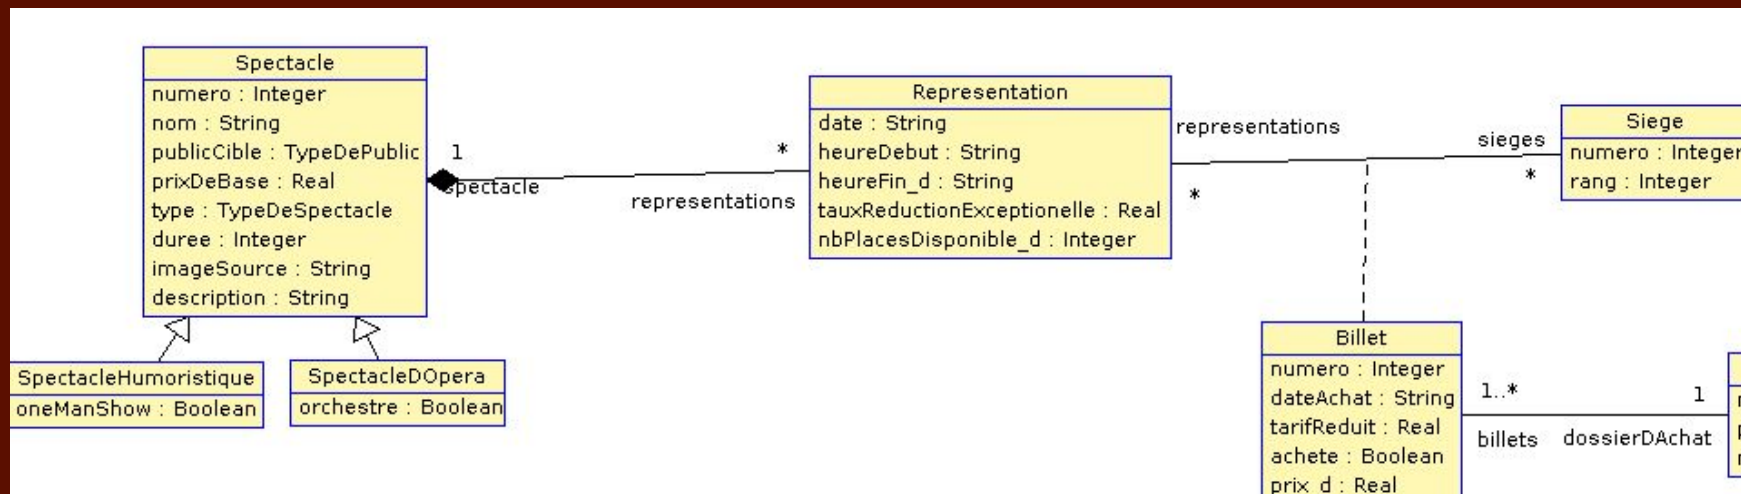 Spectacle
numero : Integer
nom : String
publicCible : TypeDePublic
prixDeBase : Real
type : TypeDeSpectacle
duree : Integer
imageSource : String
description : String
1
spectacle
*
representations
Representation
date : String
heureDebut : String
heureFin_d : String
tauxReductionExceptionelle : Real
nbPlacesDisponible_d : Integer
representations
*
sieges
*
Siege
numero : Integer
rang : Integer
SpectacleHumoristique
oneManShow : Boolean
SpectacleDOpera
orchestre : Boolean
Billet
numero : Integer
dateAchat : String
tarifReduit : Real
achete : Boolean
prix_d : Real
1..*
billets
1
dossierDAchat